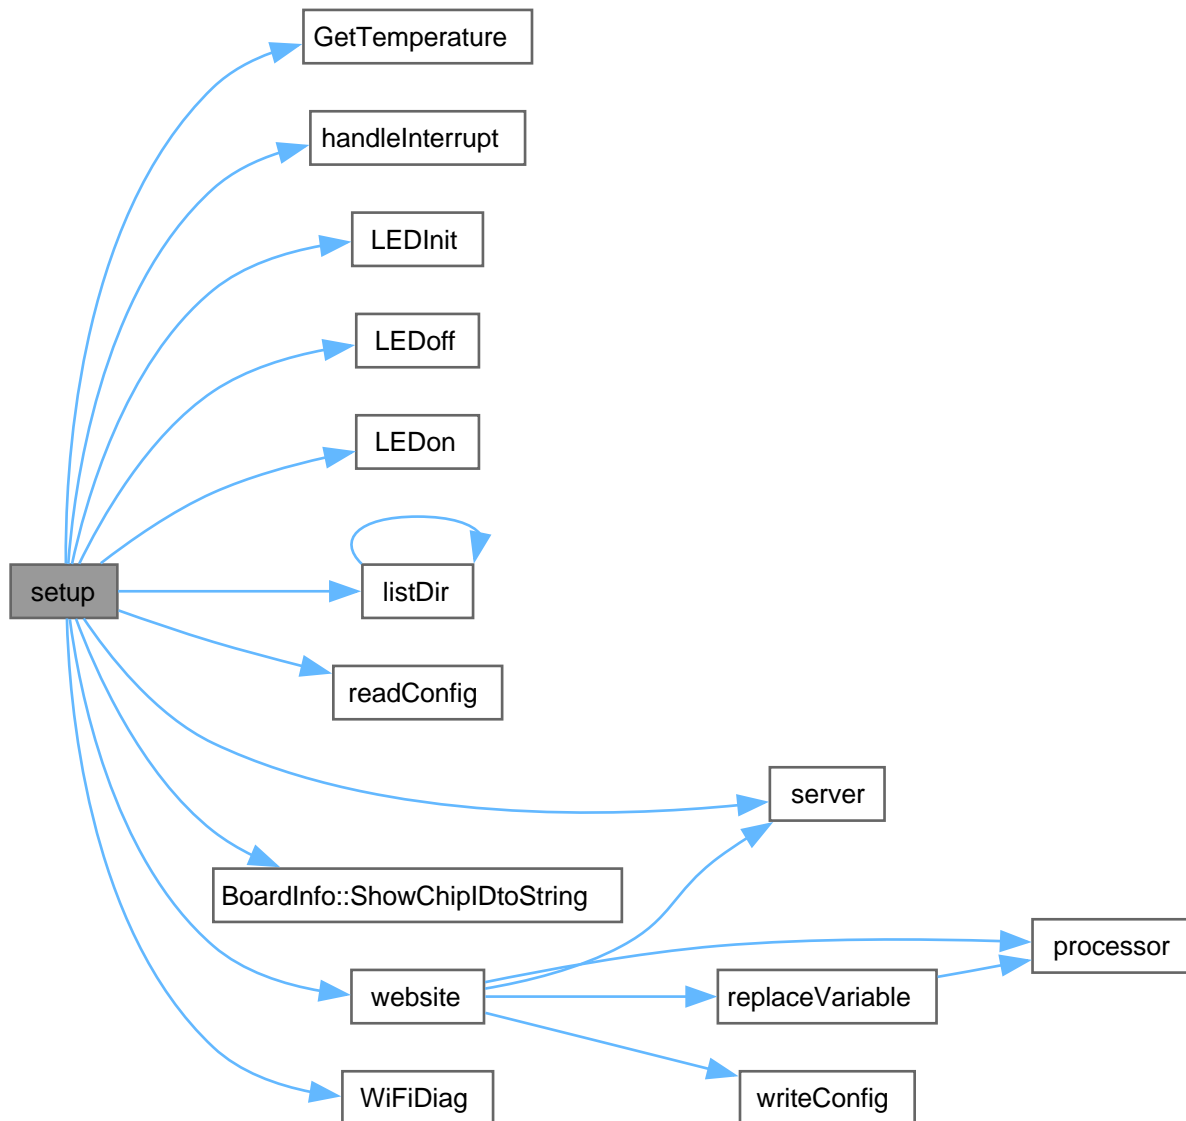 GetTemperature
handleInterrupt
LEDInit
LEDoff
LEDon
setup
listDir
readConfig
server
BoardInfo::ShowChipIDtoString
processor
website
replaceVariable
WiFiDiag
writeConfig